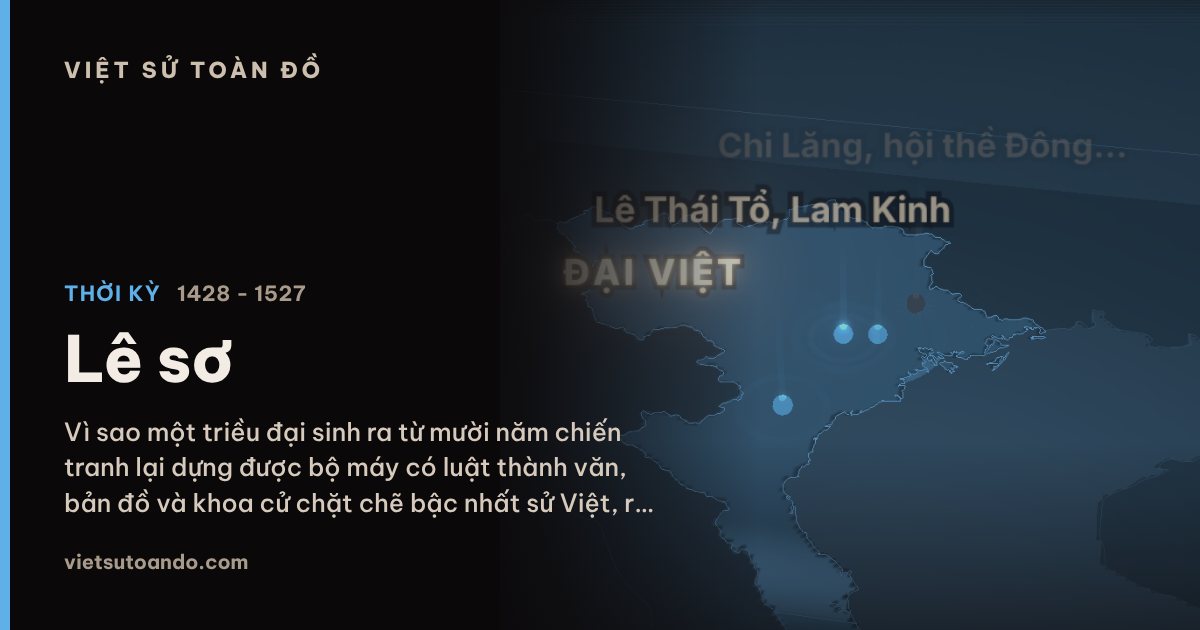 VIỆT SỬ TOÀN ĐỒ
Chi Lăng, hội thề Đông...
Lê Thái Tổ, Lam Kinh
ĐẠI VIỆT
THỜI KỲ 1428 - 1527
Lê sơ
Vì sao một triều đại sinh ra từ mười năm chiến
tranh lại dựng được bộ máy có luật thành văn,
bản đồ và khoa cử chặt chẽ bậc nhất sử Việt, r...
vietsutoando.com